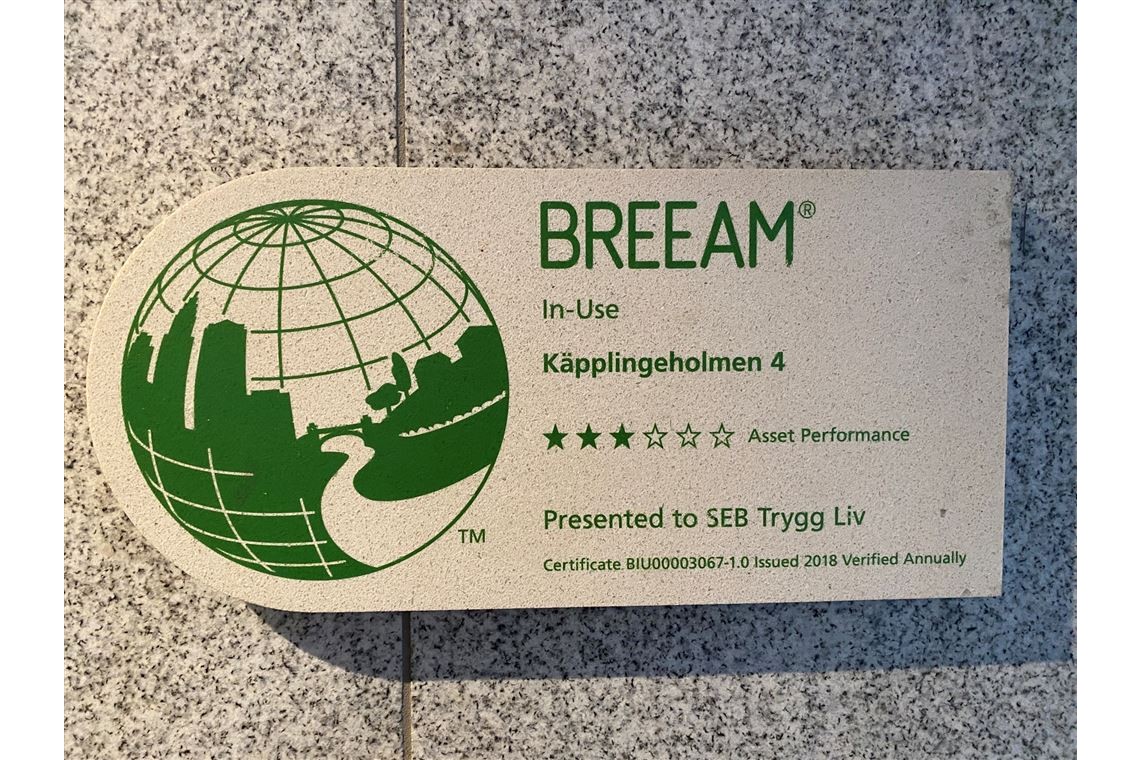 BREEAM®
In-Use
Käpplingeholmen 4
★★★☆☆☆ Asset Performance
Presented to SEB Trygg Liv
Certificate BIU00003067-1.0 Issued 2018 Verified Annually
TM